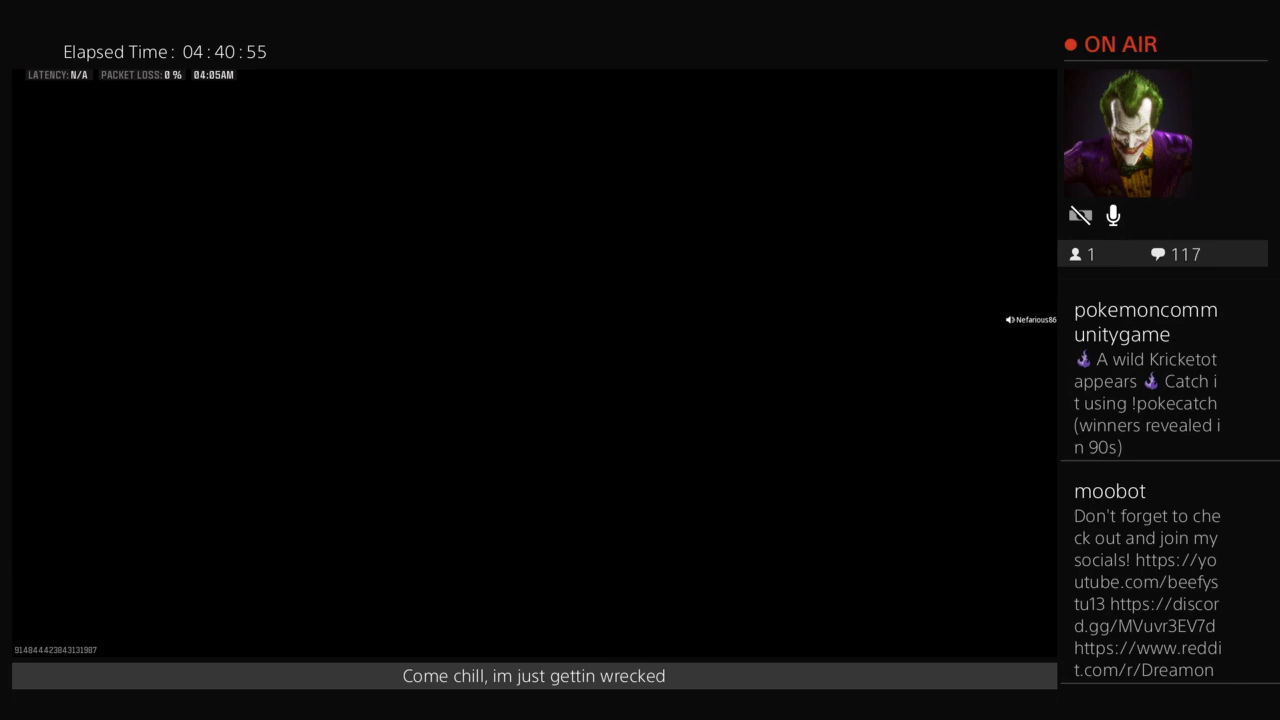 Elapsed Time: 04:40:55
LATENCY: N/A PACKET LOSS: 0 % 04:05AM
ON AIR
1 117
Nefarious86
pokemoncomm
unitygame
A wild Kricketot
appears Catch i
t using !pokecatch
(winners revealed i
n 90s)
moobot
Don't forget to che
ck out and join my
socials! https://yo
utube.com/beefys
tu13 https://discor
d.gg/MVuvr3EV7d
https://www.reddi
t.com/r/Dreamon
914844423843131987
Come chill, im just gettin wrecked